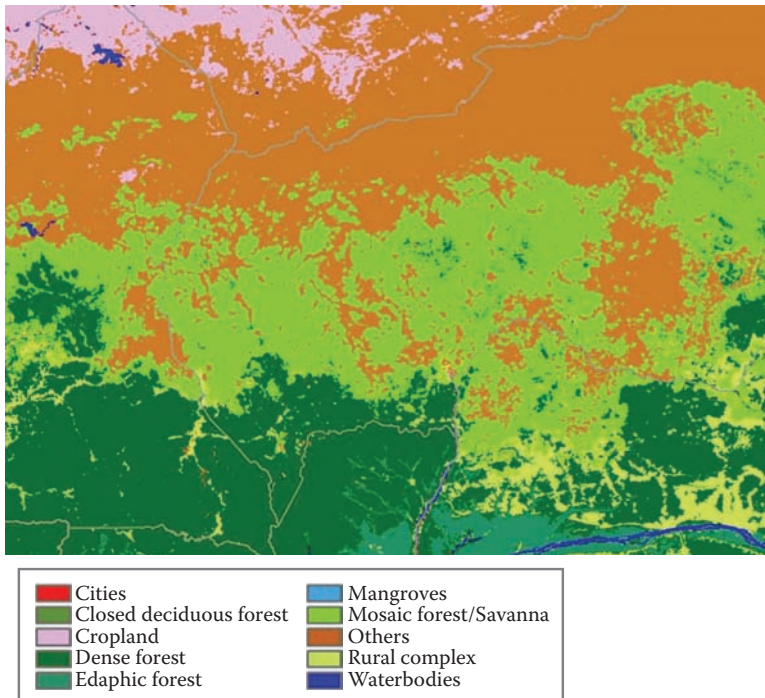 Cities
Closed deciduous forest
Cropland
Dense forest
Edaphic forest
Mangroves
Mosaic forest/Savanna
Others
Rural complex
Waterbodies